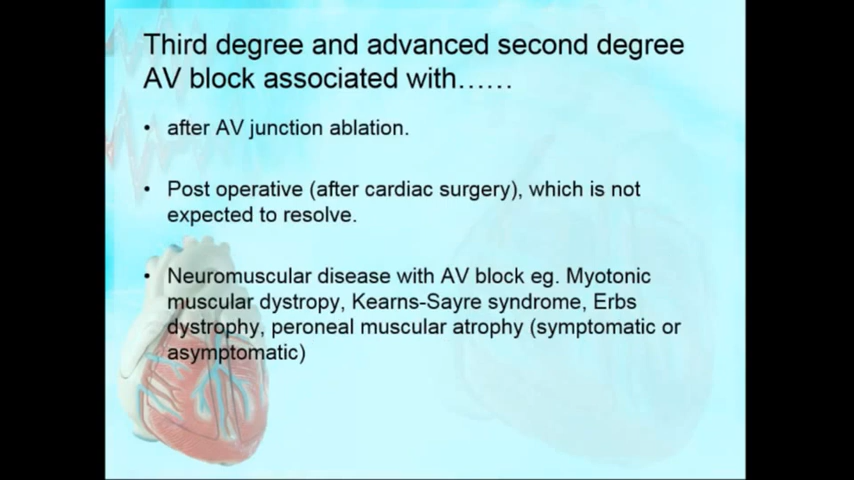 Third degree and advanced second degree
AV block associated with……
• after AV junction ablation.
• Post operative (after cardiac surgery), which is not
expected to resolve.
• Neuromuscular disease with AV block eg. Myotonic
muscular dystropy, Kearns-Sayre syndrome, Erbs
dystrophy, peroneal muscular atrophy (symptomatic or
asymptomatic)